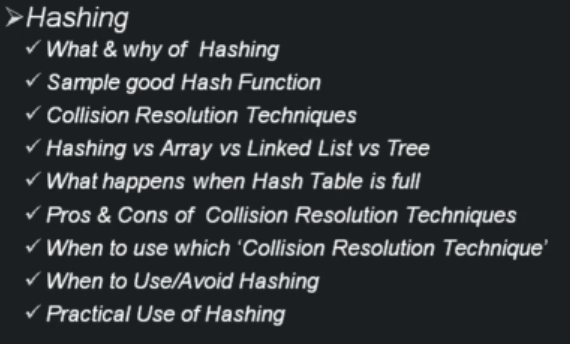 ➢Hashing
✓ What & why of Hashing
✓ Sample good Hash Function
✓ Collision Resolution Techniques
✓ Hashing vs Array vs Linked List vs Tree
✓ What happens when Hash Table is full
✓ Pros & Cons of Collision Resolution Techniques
✓ When to use which ‘Collision Resolution Technique’
✓ When to Use/Avoid Hashing
✓ Practical Use of Hashing